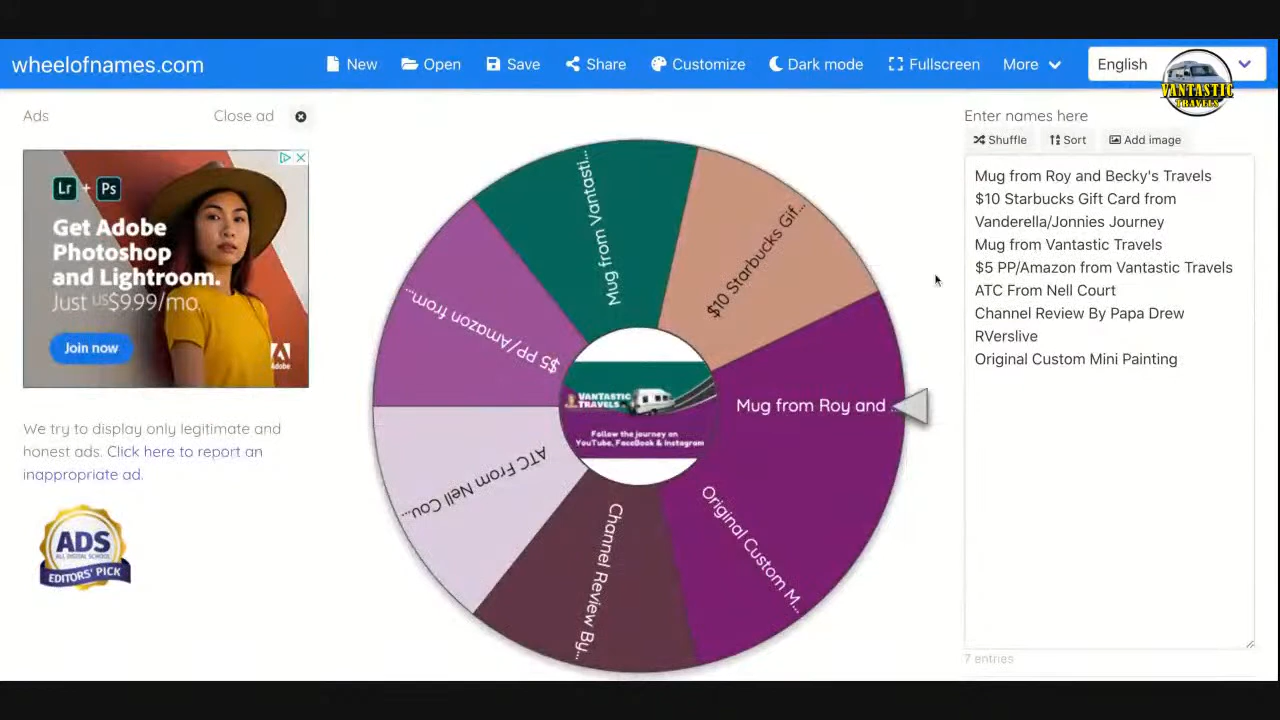 wheelofnames.com
New
Open
Save
Share
Customize
Dark mode
Fullscreen
More
English
VANTASTIC
TRAVELS
Ads
Close ad
Enter names here
Shuffle
Sort
Add image
Lr + Ps
Get Adobe
Photoshop
and Lightroom.
Just US$9.99/mo.
Join now
Adobe
We try to display only legitimate and
honest ads. Click here to report an
inappropriate ad.
ADS
ALL DIGITAL SCHOOL
EDITORS' PICK
Mug from Vantasti...
$10 Starbucks Gif...
$5 PP/Amazon from...
Mug from Roy and ...
ATC From Nell Cou...
Channel Review By...
Original Custom M...
VANTASTIC
TRAVELS
Follow the journey on
YouTube, FaceBook & Instagram
Mug from Roy and Becky's Travels
$10 Starbucks Gift Card from
Vanderella/Jonnies Journey
Mug from Vantastic Travels
$5 PP/Amazon from Vantastic Travels
ATC From Nell Court
Channel Review By Papa Drew
RVerslive
Original Custom Mini Painting
7 entries